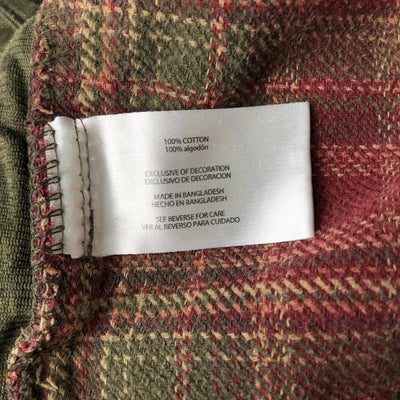 100% COTTON
100% algodón
EXCLUSIVE OF DECORATION
EXCLUSIVO DE DECORACION
MADE IN BANGLADESH
HECHO EN BANGLADESH
SEE REVERSE FOR CARE
VER AL REVERSO PARA CUIDADO